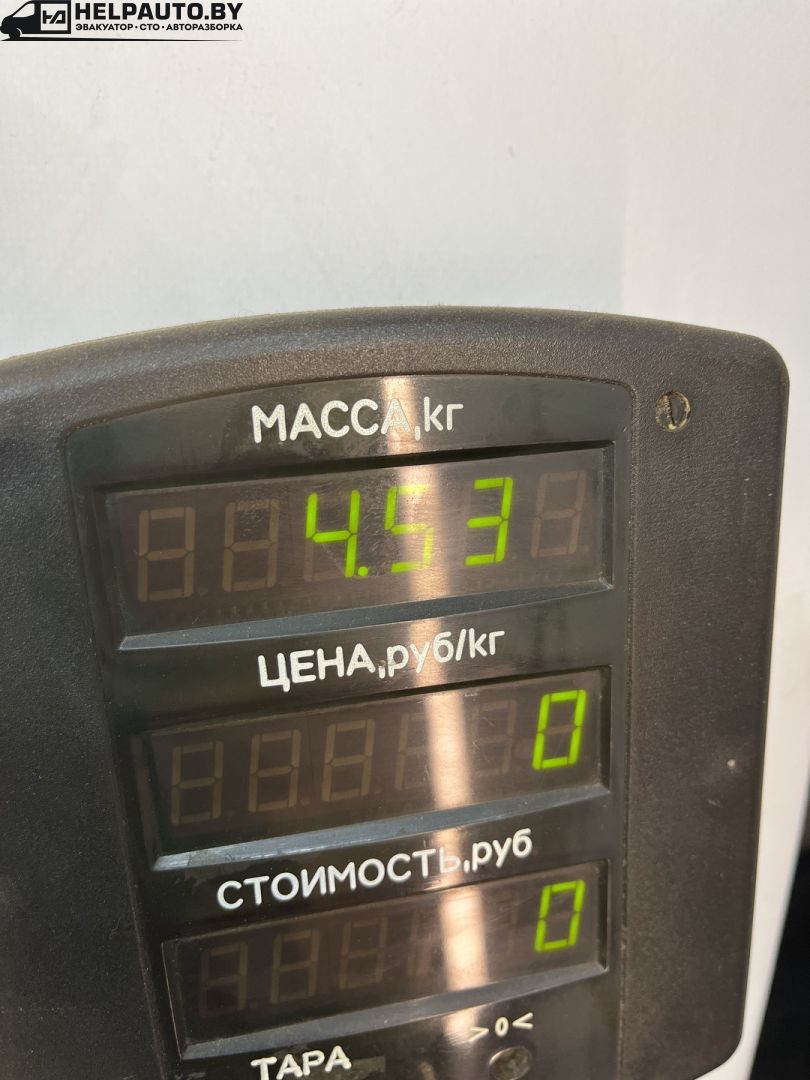 HELPAUTO.BY
ЭВАКУАТОР • СТО • АВТОРАЗБОРКА
МАССА,кг
4.53
ЦЕНА,руб/кг
0
СТОИМОСТЬ,руб
0
>0<
ТАРА